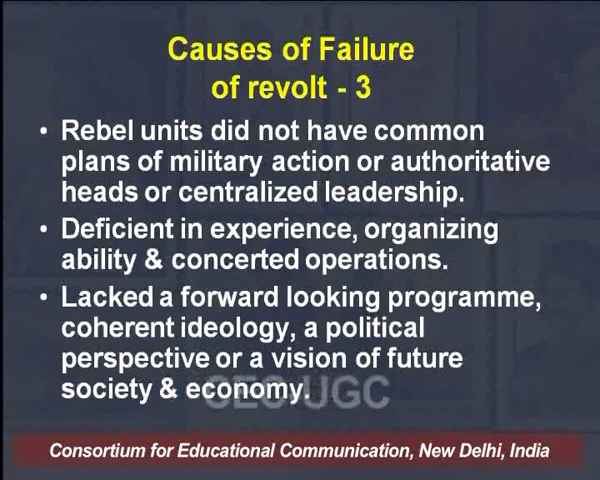 Causes of Failure
of revolt - 3
• Rebel units did not have common
plans of military action or authoritative
heads or centralized leadership.
• Deficient in experience, organizing
ability & concerted operations.
• Lacked a forward looking programme,
coherent ideology, a political
perspective or a vision of future
society & economy.
CEC-UGC
Consortium for Educational Communication, New Delhi, India